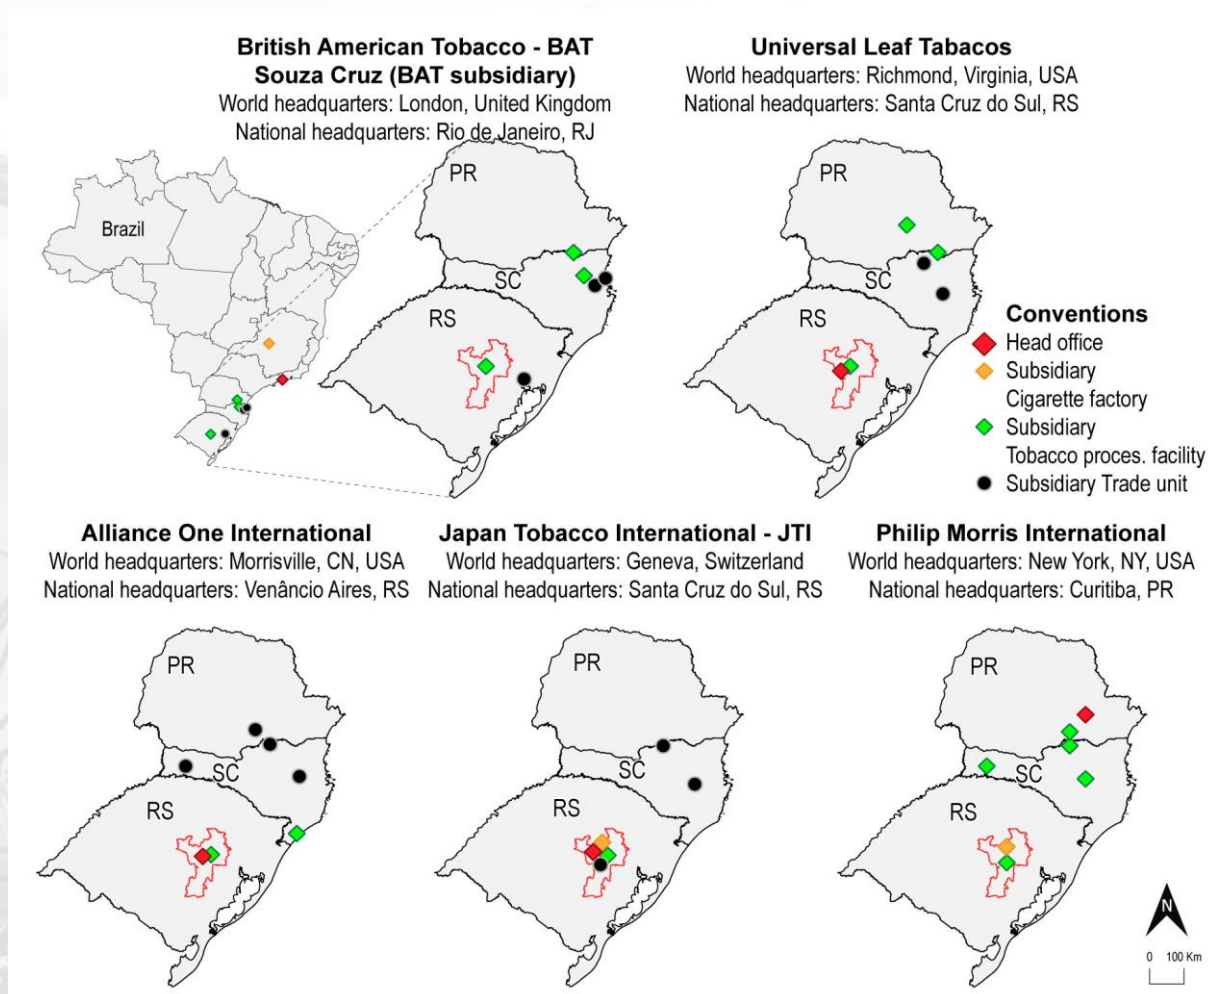 British American Tobacco - BAT
Souza Cruz (BAT subsidiary)
World headquarters: London, United Kingdom
National headquarters: Rio de Janeiro, RJ
Brazil
PR
SC
RS
Universal Leaf Tabacos
World headquarters: Richmond, Virginia, USA
National headquarters: Santa Cruz do Sul, RS
PR
SC
RS
Conventions
Head office
Subsidiary
Cigarette factory
Subsidiary
Tobacco proces. facility
Subsidiary Trade unit
Alliance One International
World headquarters: Morrisville, CN, USA
National headquarters: Venâncio Aires, RS
PR
SC
RS
Japan Tobacco International - JTI
World headquarters: Geneva, Switzerland
National headquarters: Santa Cruz do Sul, RS
PR
SC
RS
Philip Morris International
World headquarters: New York, NY, USA
National headquarters: Curitiba, PR
PR
SC
RS
N
0 100 Km